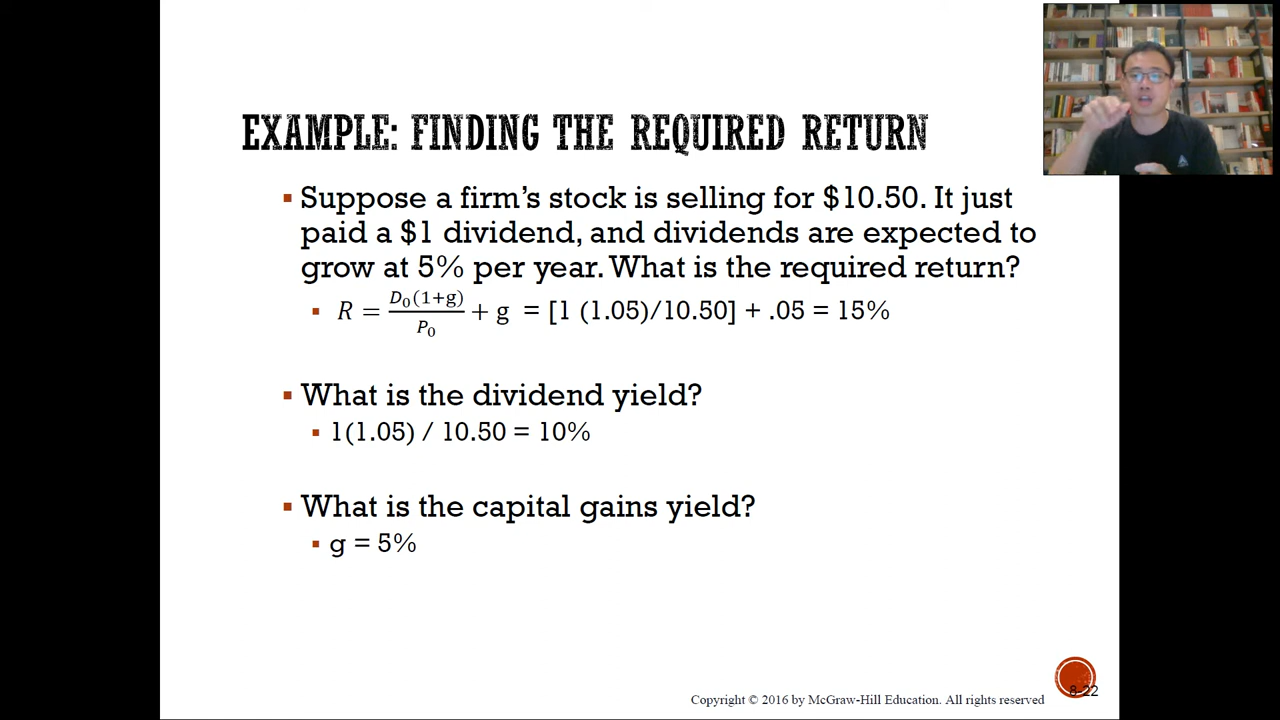 EXAMPLE: FINDING THE REQUIRED RETURN
▪ Suppose a firm's stock is selling for $10.50. It just
paid a $1 dividend, and dividends are expected to
grow at 5% per year. What is the required return?
▪ R = D₀(1+g)/P₀ + g = [1 (1.05)/10.50] + .05 = 15%
▪ What is the dividend yield?
▪ 1(1.05) / 10.50 = 10%
▪ What is the capital gains yield?
▪ g = 5%
8-22
Copyright © 2016 by McGraw-Hill Education. All rights reserved